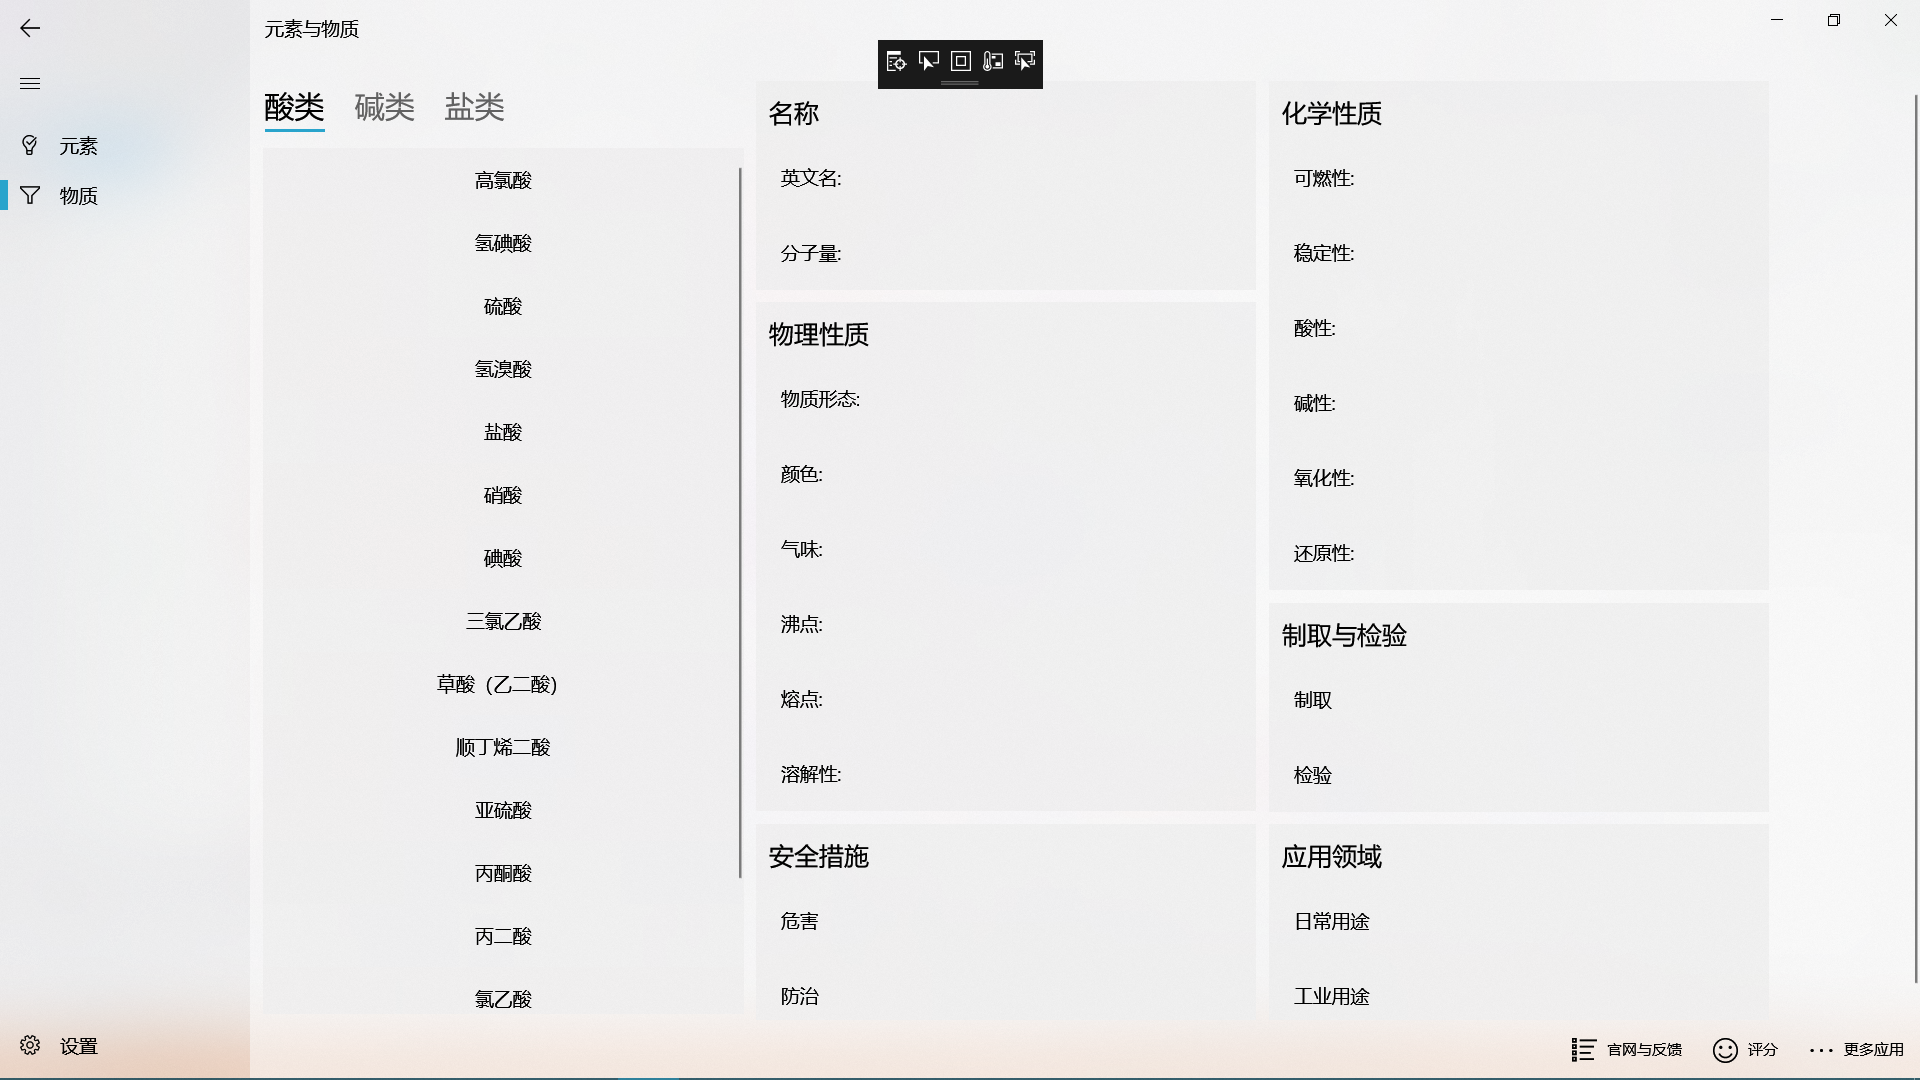 元素与物质
元素
物质
设置
酸类 碱类 盐类
高氯酸
氢碘酸
硫酸
氢溴酸
盐酸
硝酸
碘酸
三氯乙酸
草酸（乙二酸)
顺丁烯二酸
亚硫酸
丙酮酸
丙二酸
氯乙酸
名称
英文名:
分子量:
物理性质
物质形态:
颜色:
气味:
沸点:
熔点:
溶解性:
安全措施
危害
防治
化学性质
可燃性:
稳定性:
酸性:
碱性:
氧化性:
还原性:
制取与检验
制取
检验
应用领域
日常用途
工业用途
官网与反馈 评分 更多应用